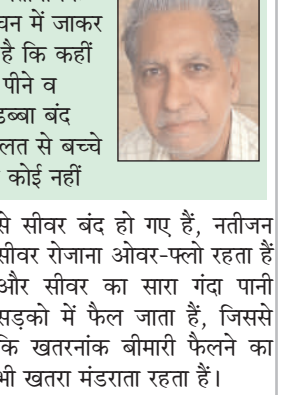 वन में जाकर
है कि कहीं
पीने व
डब्बा बंद
लत से बच्चे
कोई नहीं
से सीवर बंद हो गए हैं, नतीजन
सीवर रोजाना ओवर-फ्लो रहता हैं
और सीवर का सारा गंदा पानी
सड़को में फैल जाता हैं, जिससे
कि खतरनांक बीमारी फैलने का
भी खतरा मंडराता रहता हैं।